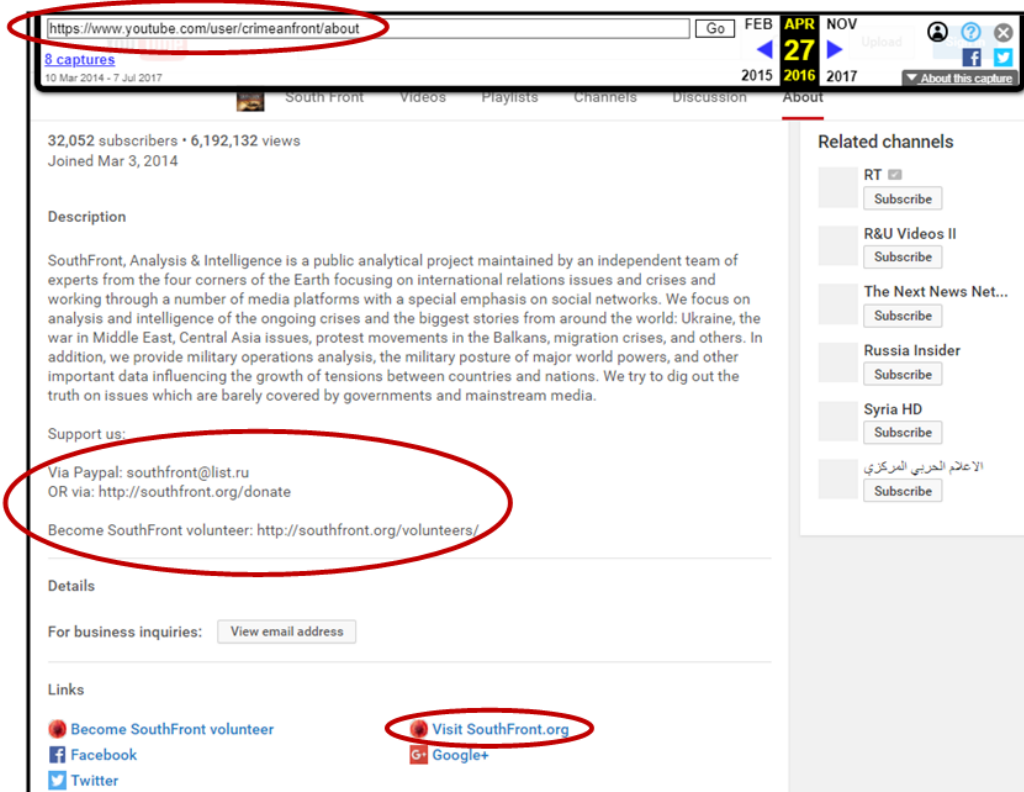 https://www.youtube.com/user/crimeanfront/about
Go
FEB APR NOV
Upload
8 captures
27
10 Mar 2014 - 7 Jul 2017
2015 2016 2017
▼ About this capture
South Front Videos Playlists Channels Discussion About
32,052 subscribers • 6,192,132 views
Joined Mar 3, 2014
Description
SouthFront, Analysis & Intelligence is a public analytical project maintained by an independent team of
experts from the four corners of the Earth focusing on international relations issues and crises and
working through a number of media platforms with a special emphasis on social networks. We focus on
analysis and intelligence of the ongoing crises and the biggest stories from around the world: Ukraine, the
war in Middle East, Central Asia issues, protest movements in the Balkans, migration crises, and others. In
addition, we provide military operations analysis, the military posture of major world powers, and other
important data influencing the growth of tensions between countries and nations. We try to dig out the
truth on issues which are barely covered by governments and mainstream media.
Support us:
Via Paypal: southfront@list.ru
OR via: http://southfront.org/donate
Become SouthFront volunteer: http://southfront.org/volunteers/
Details
For business inquiries: View email address
Links
Become SouthFront volunteer
Visit SouthFront.org
Facebook
Google+
Twitter
Related channels
RT
Subscribe
R&U Videos II
Subscribe
The Next News Net...
Subscribe
Russia Insider
Subscribe
Syria HD
Subscribe
الاعلام الحربي المركزي
Subscribe